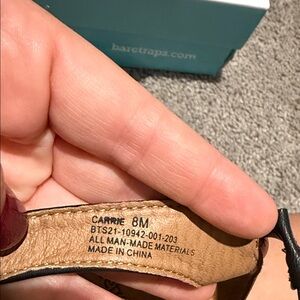 baretraps.com
CARRIE 8M
BTS21-10942-001-203
ALL MAN-MADE MATERIALS
MADE IN CHINA